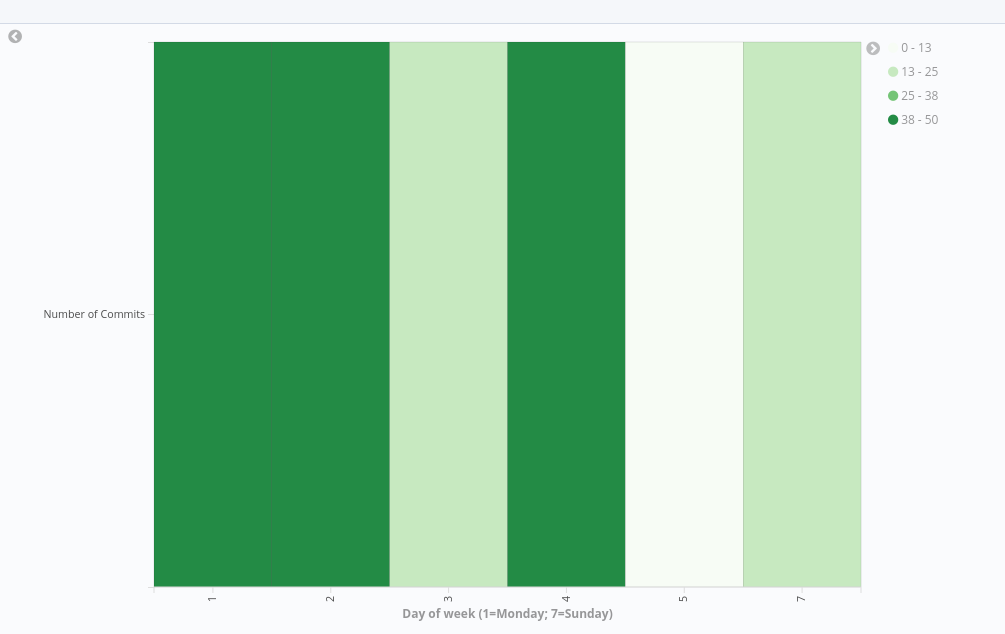 0 - 13
13 - 25
25 - 38
38 - 50
Number of Commits
1 2 3 4 5 7
Day of week (1=Monday; 7=Sunday)